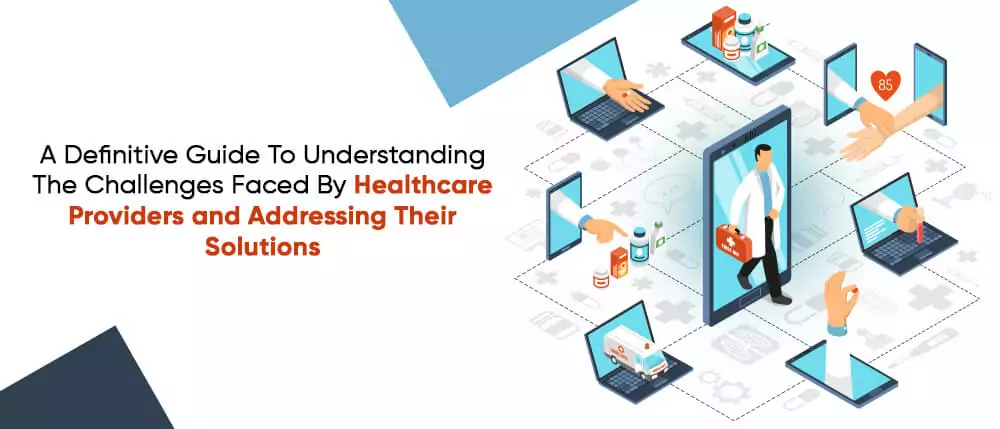 A Definitive Guide To Understanding
The Challenges Faced By Healthcare
Providers and Addressing Their
Solutions
85
FIRST AID